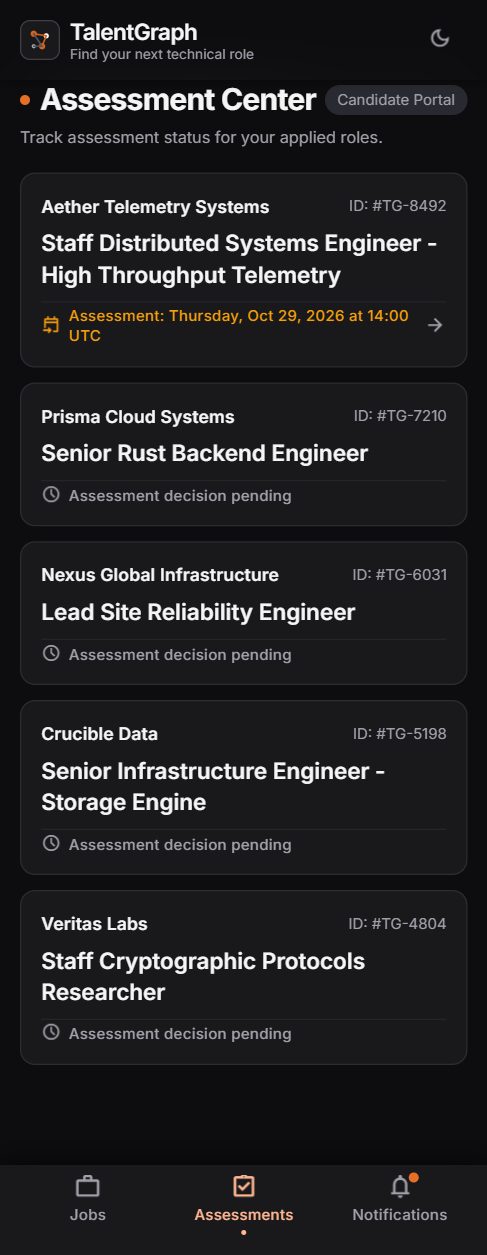 TalentGraph
Find your next technical role
Assessment Center
Candidate Portal
Track assessment status for your applied roles.
Aether Telemetry Systems
ID: #TG-8492
Staff Distributed Systems Engineer -
High Throughput Telemetry
Assessment: Thursday, Oct 29, 2026 at 14:00
UTC
Prisma Cloud Systems
ID: #TG-7210
Senior Rust Backend Engineer
Assessment decision pending
Nexus Global Infrastructure
ID: #TG-6031
Lead Site Reliability Engineer
Assessment decision pending
Crucible Data
ID: #TG-5198
Senior Infrastructure Engineer -
Storage Engine
Assessment decision pending
Veritas Labs
ID: #TG-4804
Staff Cryptographic Protocols
Researcher
Assessment decision pending
Jobs
Assessments
Notifications